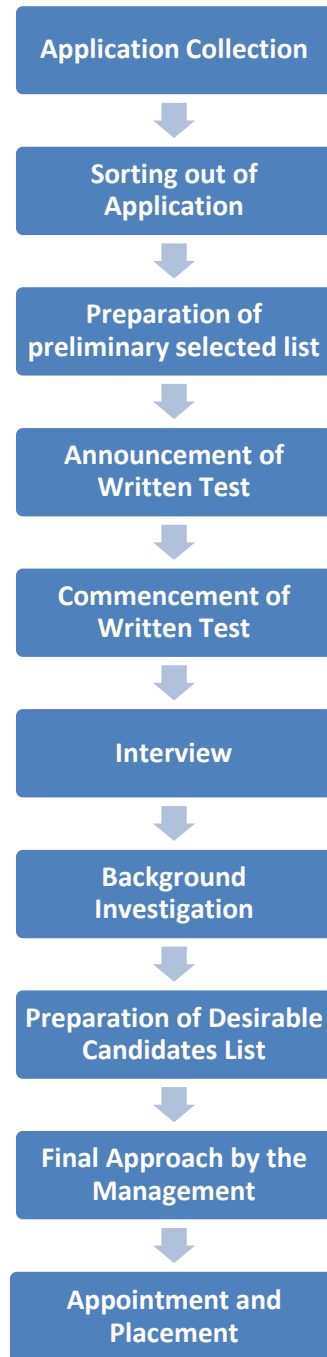 Application Collection
Sorting out of
Application
Preparation of
preliminary selected list
Announcement of
Written Test
Commencement of
Written Test
Interview
Background
Investigation
Preparation of Desirable
Candidates List
Final Approach by the
Management
Appointment and
Placement